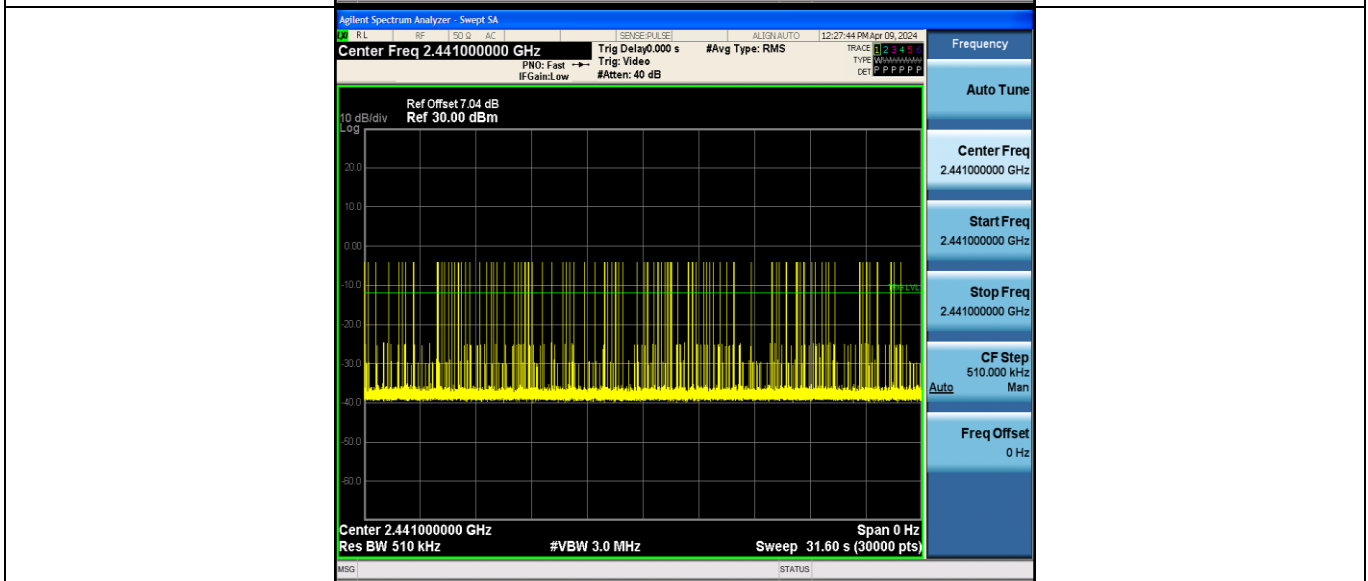 Agilent Spectrum Analyzer - Swept SA
RL RF 50 Ω AC SENSE:PULSE ALIGN AUTO 12:27:44 PM Apr 09, 2024
Center Freq 2.441000000 GHz
PNO: Fast
IFGain:Low
Trig Delay0.000 s
Trig: Video
#Atten: 40 dB
#Avg Type: RMS
TRACE 1 2 3 4 5 6
TYPE WWWWWW
DET P P P P P P
Frequency
Auto Tune
Ref Offset 7.04 dB
10 dB/div Ref 30.00 dBm
Log
20.0
10.0
0.00
-10.0
TRIG LVL
-20.0
-30.0
-40.0
-50.0
-60.0
Center Freq
2.441000000 GHz
Start Freq
2.441000000 GHz
Stop Freq
2.441000000 GHz
CF Step
510.000 kHz
Auto Man
Freq Offset
0 Hz
Center 2.441000000 GHz Span 0 Hz
Res BW 510 kHz #VBW 3.0 MHz Sweep 31.60 s (30000 pts)
MSG STATUS